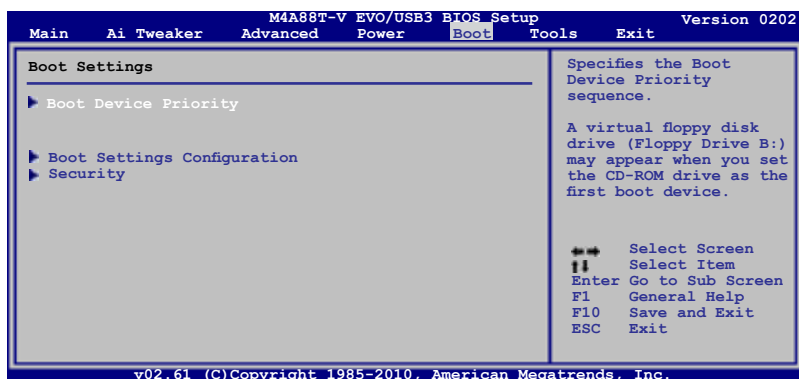 M4A88T-V EVO/USB3 BIOS Setup
Version 0202
Main Ai Tweaker Advanced Power Boot Tools Exit
Boot Settings
Boot Device Priority
Boot Settings Configuration
Security
Specifies the Boot
Device Priority
sequence.
A virtual floppy disk
drive (Floppy Drive B:)
may appear when you set
the CD-ROM drive as the
first boot device.
Select Screen
Select Item
Enter Go to Sub Screen
F1 General Help
F10 Save and Exit
ESC Exit
v02.61 (C)Copyright 1985-2010, American Megatrends, Inc.